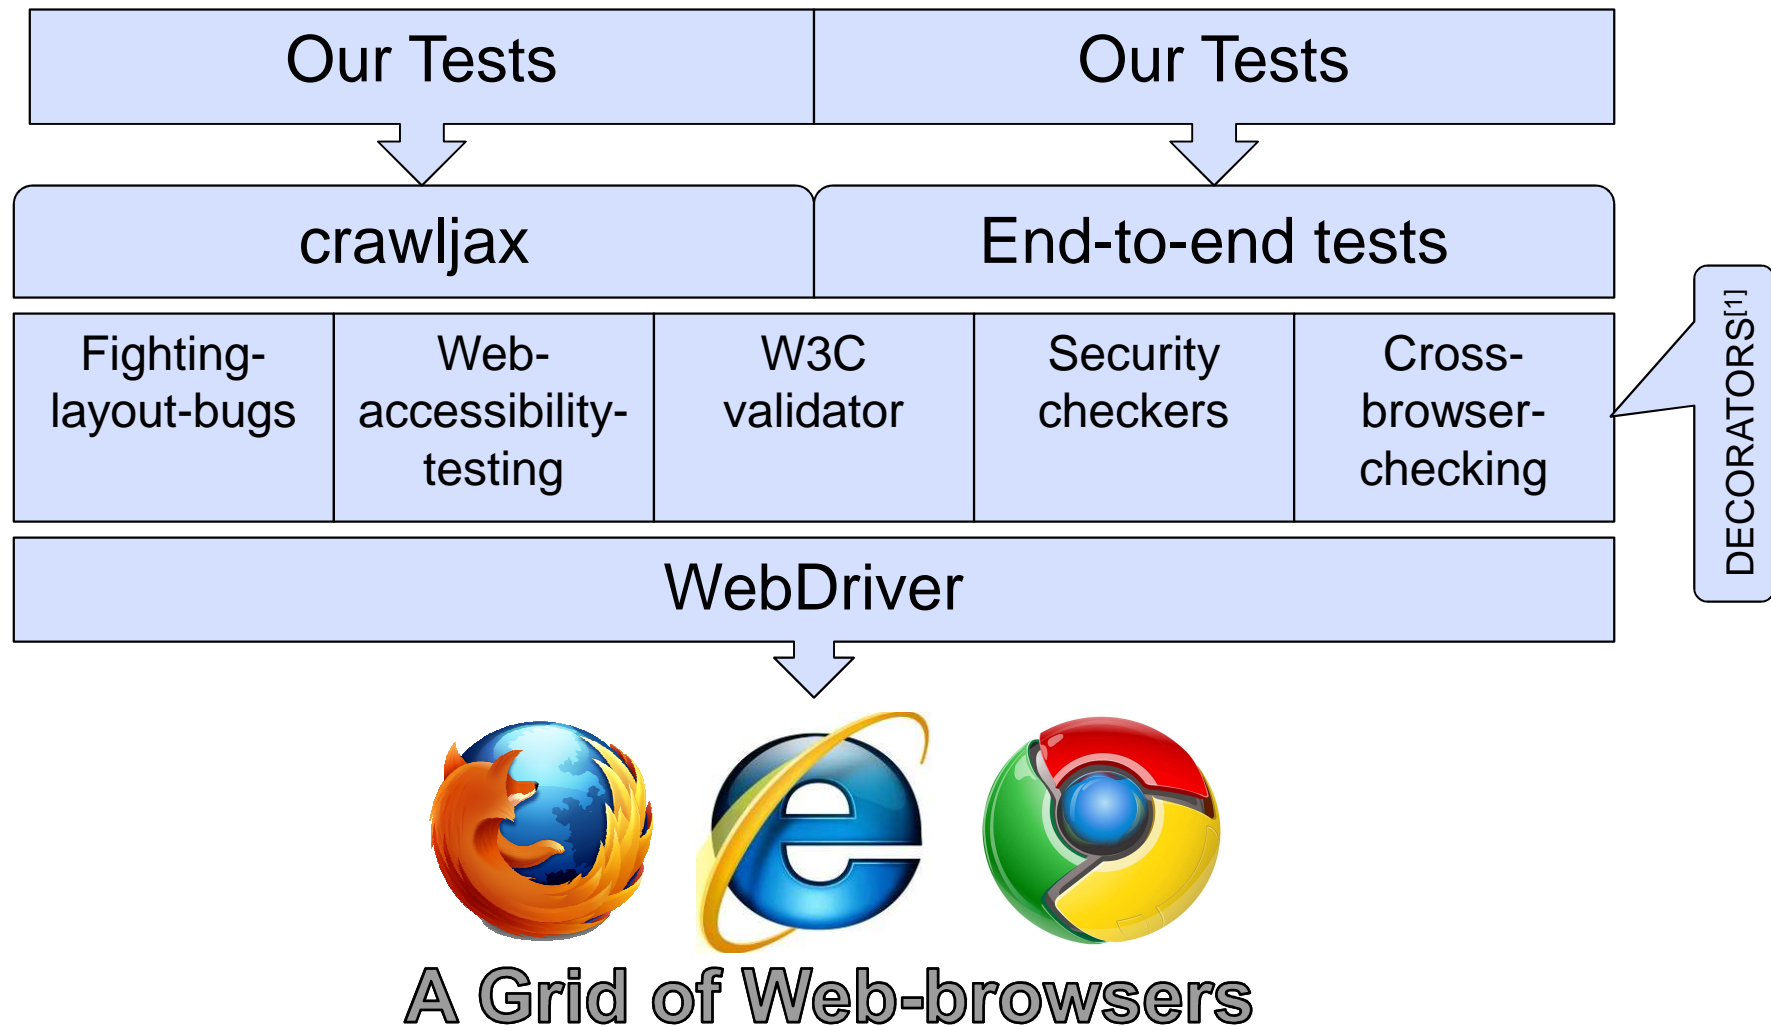 Our Tests
Our Tests
crawljax
End-to-end tests
Fighting-
layout-bugs
Web-
accessibility-
testing
W3C
validator
Security
checkers
Cross-
browser-
checking
DECORATORS[1]
WebDriver
A Grid of Web-browsers